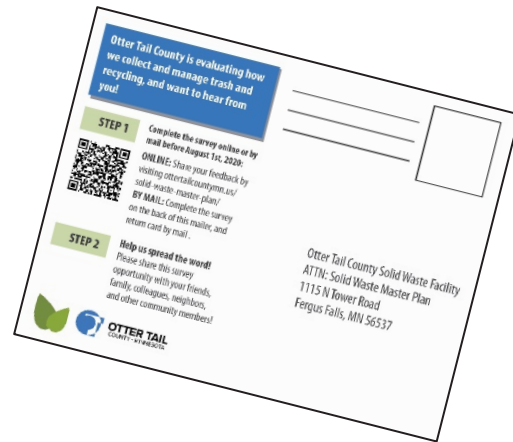 Otter Tail County is evaluating how
we collect and manage trash and
recycling, and want to hear from
you!
STEP 1
Complete the survey online or by
mail before August 1st, 2020:
ONLINE: Share your feedback by
visiting ottertailcountymn.us/
solid-waste-master-plan/
BY MAIL: Complete the survey
on the back of this mailer, and
return card by mail.
STEP 2
Help us spread the word!
Please share this survey
opportunity with your friends,
family, colleagues, neighbors,
and other community members!
OTTER TAIL
COUNTY - MINNESOTA
Otter Tail County Solid Waste Facility
ATTN: Solid Waste Master Plan
1115 N Tower Road
Fergus Falls, MN 56537